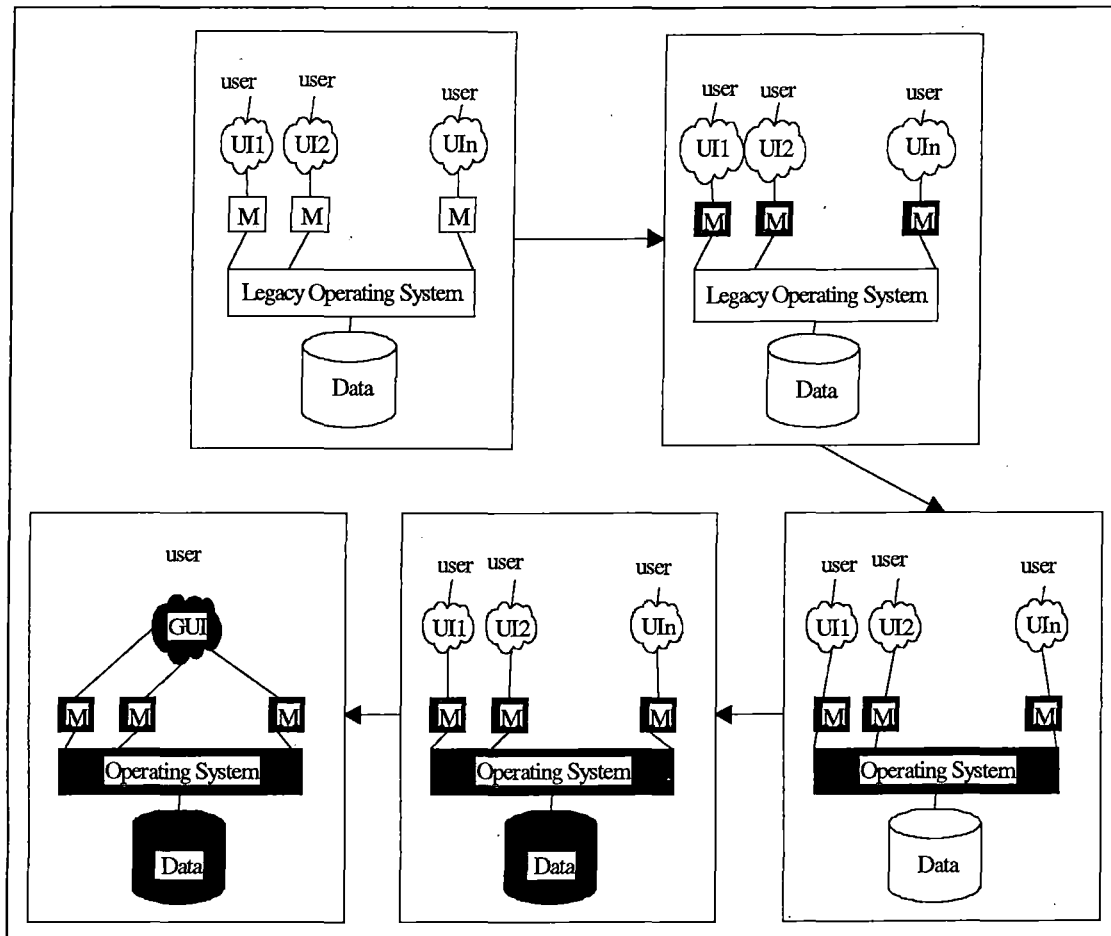 user user user
UI1 UI2 UIn
M M M
Legacy Operating System
Data
user user user
UI1 UI2 UIn
M M M
Legacy Operating System
Data
user
GUI
M M M
Operating System
Data
user user user
UI1 UI2 UIn
M M M
Operating System
Data
user user user
UI1 UI2 UIn
M M M
Operating System
Data